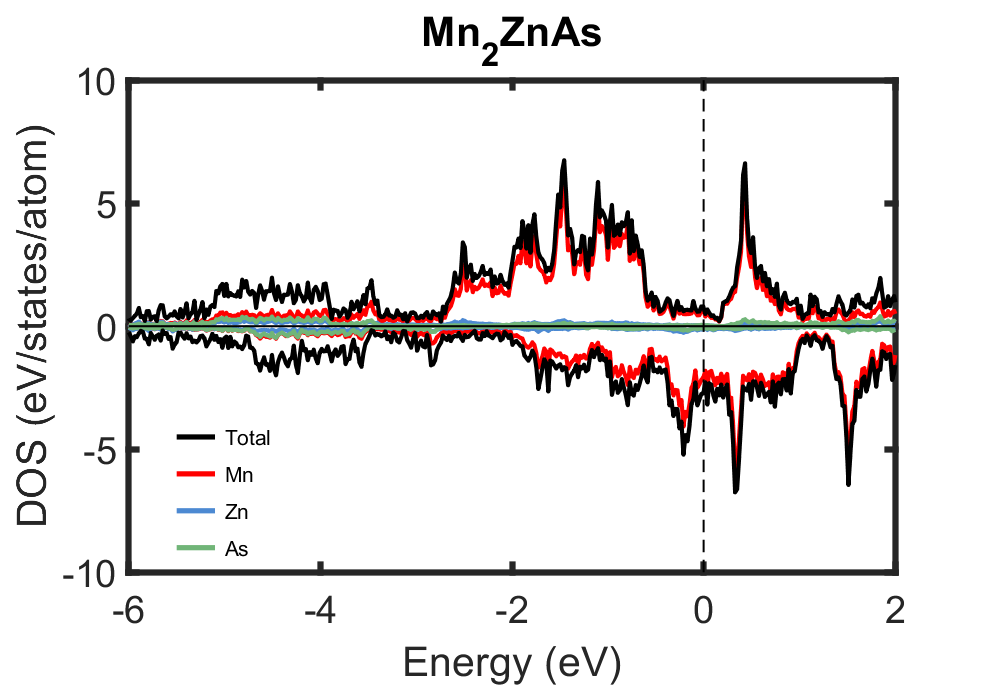 Mn₂ZnAs
DOS (eV/states/atom)
10
5
0
-5
-10
Total
Mn
Zn
As
-6 -4 -2 0 2
Energy (eV)